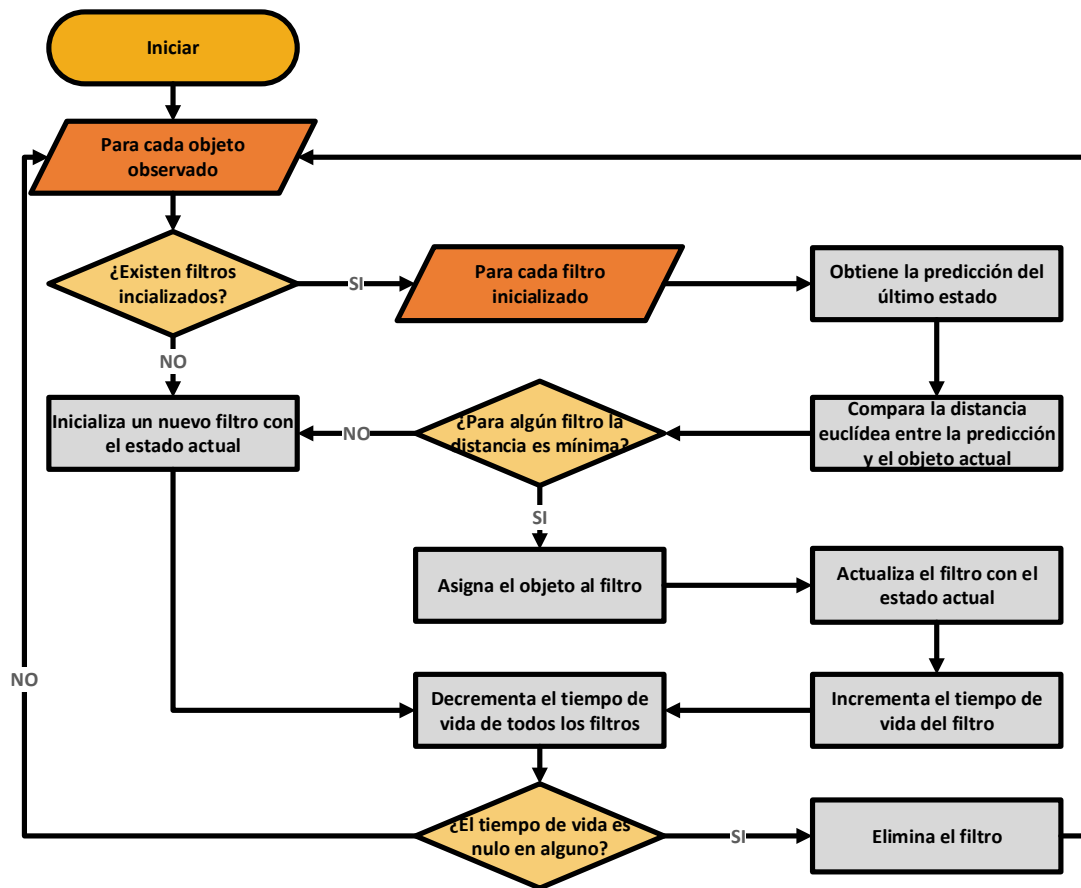 Iniciar
Para cada objeto
observado
¿Existen filtros
incializados?
SI
Para cada filtro
inicializado
Obtiene la predicción del
último estado
NO
Inicializa un nuevo filtro con
el estado actual
NO
¿Para algún filtro la
distancia es mínima?
Compara la distancia
euclídea entre la predicción
y el objeto actual
SI
Asigna el objeto al filtro
Actualiza el filtro con el
estado actual
NO
Decrementa el tiempo de
vida de todos los filtros
Incrementa el tiempo de
vida del filtro
¿El tiempo de vida es
nulo en alguno?
SI
Elimina el filtro